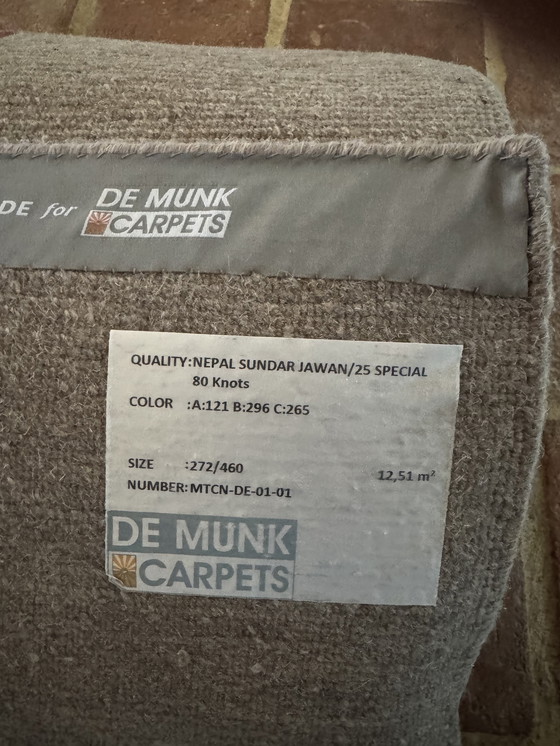 DE for DE MUNK
CARPETS
QUALITY:NEPAL SUNDAR JAWAN/25 SPECIAL
80 Knots
COLOR :A:121 B:296 C:265
SIZE :272/460 12,51 m²
NUMBER:MTCN-DE-01-01
DE MUNK
CARPETS